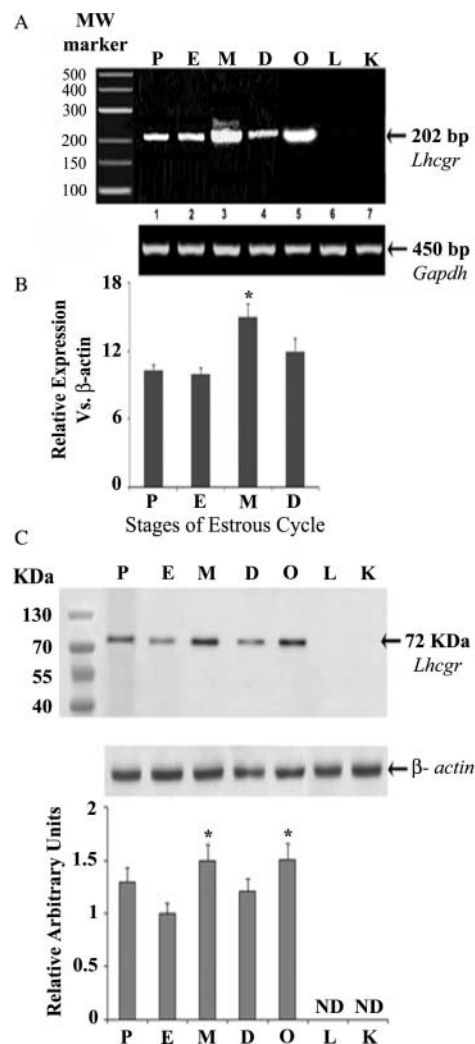 A
MW marker
P E M D O L K
500
400
300
200
150
100
202 bp
Lhcgr
1 2 3 4 5 6 7
450 bp
Gapdh
B
Relative Expression
Vs. β-actin
18
12
6
0
*
P E M D
Stages of Estrous Cycle
C
KDa
P E M D O L K
130
70
55
40
72 KDa
Lhcgr
β- actin
Relative Arbitrary Units
2
1.5
1
0.5
0
* *
ND ND
P E M D O L K